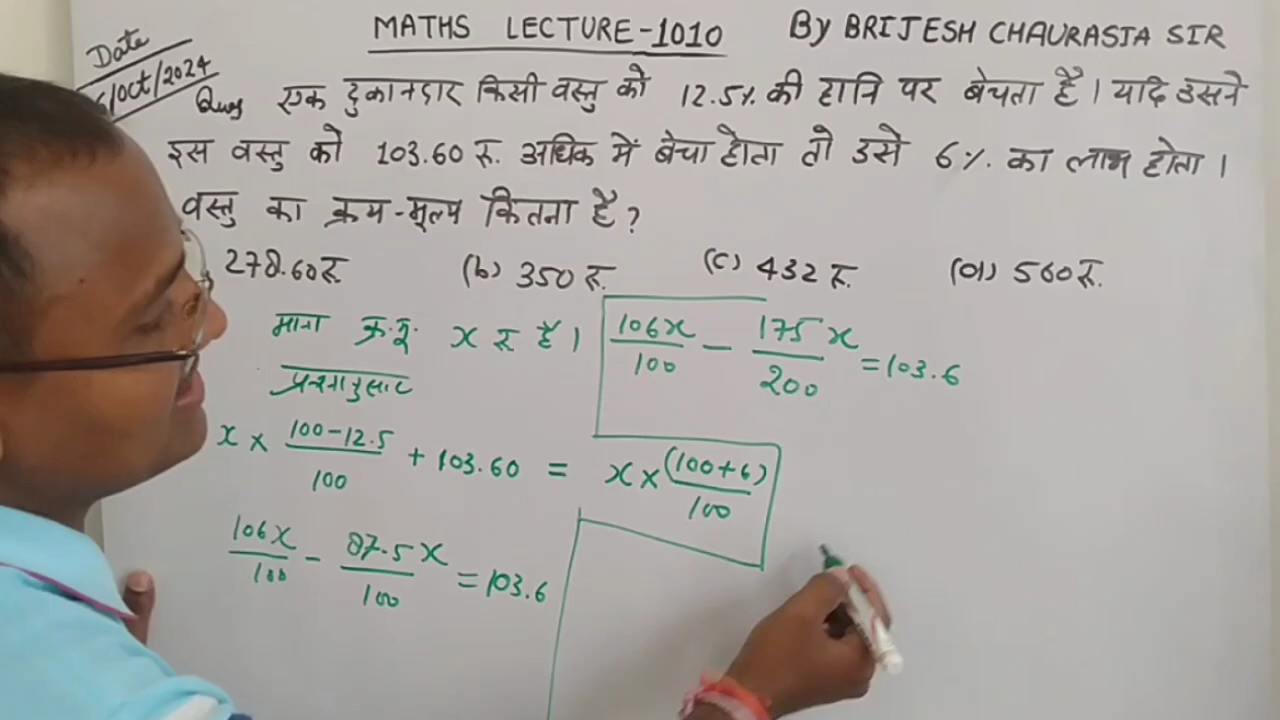 MATHS LECTURE-1010 By BRIJESH CHAURASIA SIR
Date
/Oct/2024
Ques एक दुकानदार किसी वस्तु को 12.5% की हानि पर बेचता है। यदि उसने
इस वस्तु को 103.60 रू. अधिक में बेचा होता तो उसे 6% का लाभ होता।
वस्तु का क्रय-मूल्य कितना है?
278.60 रू. (b) 350 रू. (c) 432 रू. (d) 560 रू.
माना क्र.मू. x रू है।
106x/100 - 175x/200 = 103.6
प्रश्नानुसार
x × 100-12.5/100 + 103.60 = x × (100+6)/100
106x/100 - 87.5x/100 = 103.6